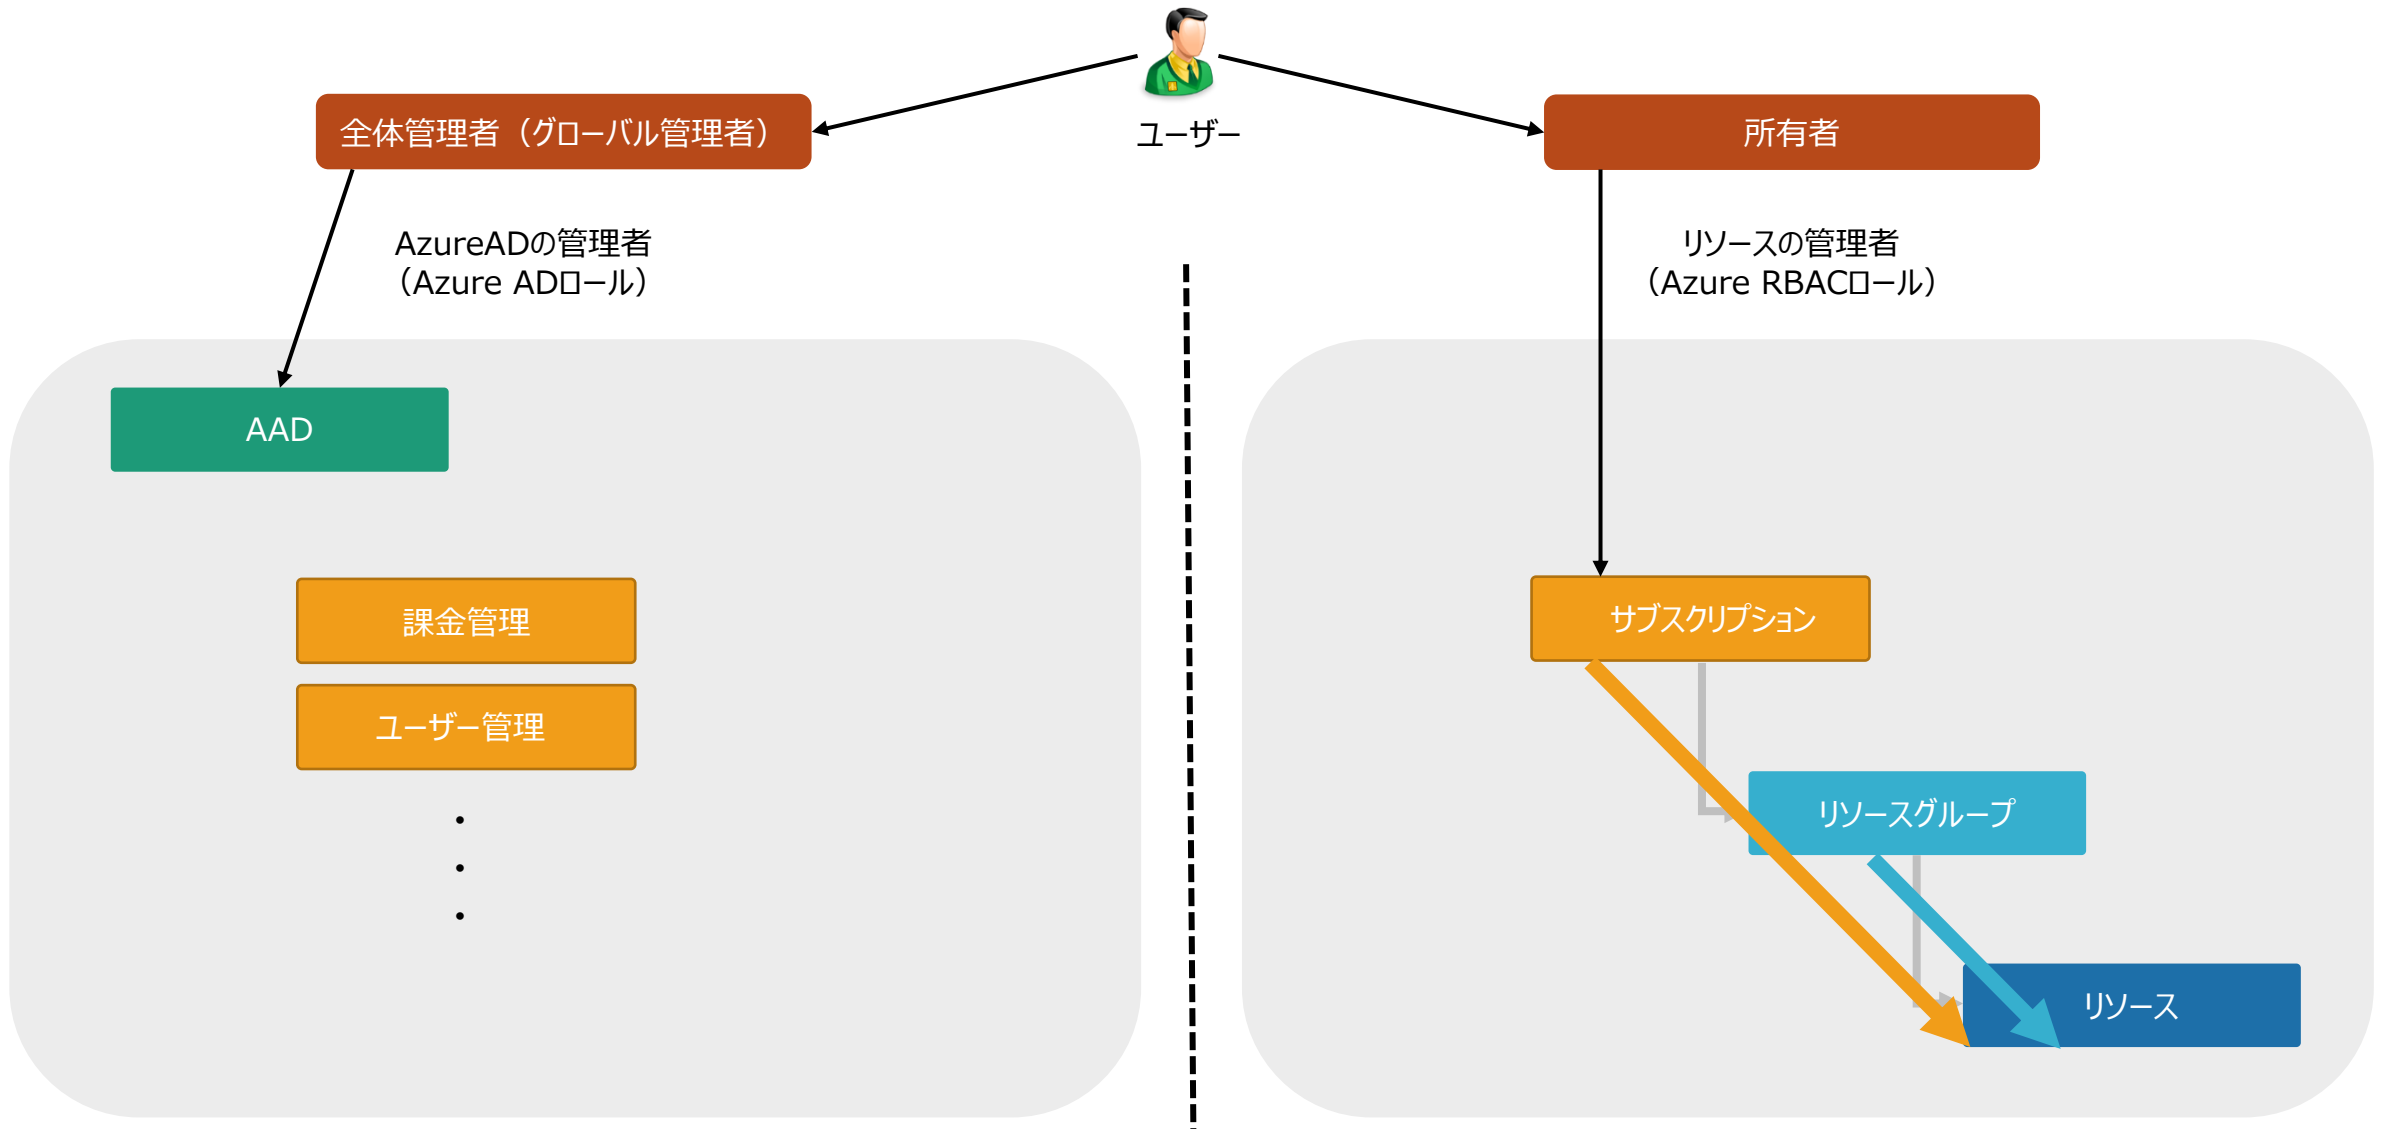 ユーザー
全体管理者（グローバル管理者）
所有者
AzureADの管理者
（Azure ADロール）
リソースの管理者
（Azure RBACロール）
AAD
課金管理
ユーザー管理
・
・
・
サブスクリプション
リソースグループ
リソース